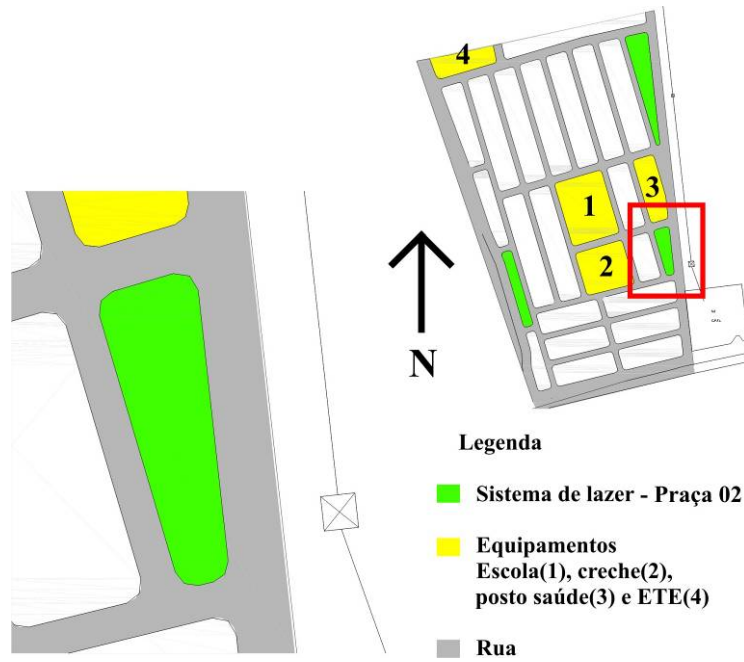 4
3
1
2
N
Legenda
Sistema de lazer - Praça 02
Equipamentos
Escola(1), creche(2),
posto saúde(3) e ETE(4)
Rua